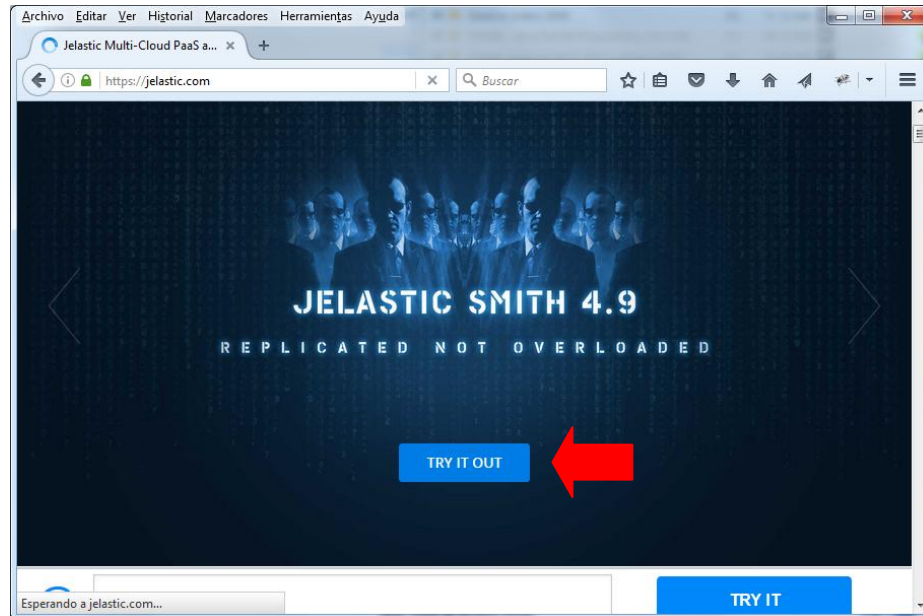 Archivo Editar Ver Historial Marcadores Herramientas Ayuda
Jelastic Multi-Cloud PaaS a...
https://jelastic.com
Buscar
JELASTIC SMITH 4.9
REPLICATED NOT OVERLOADED
TRY IT OUT
TRY IT
Esperando a jelastic.com...